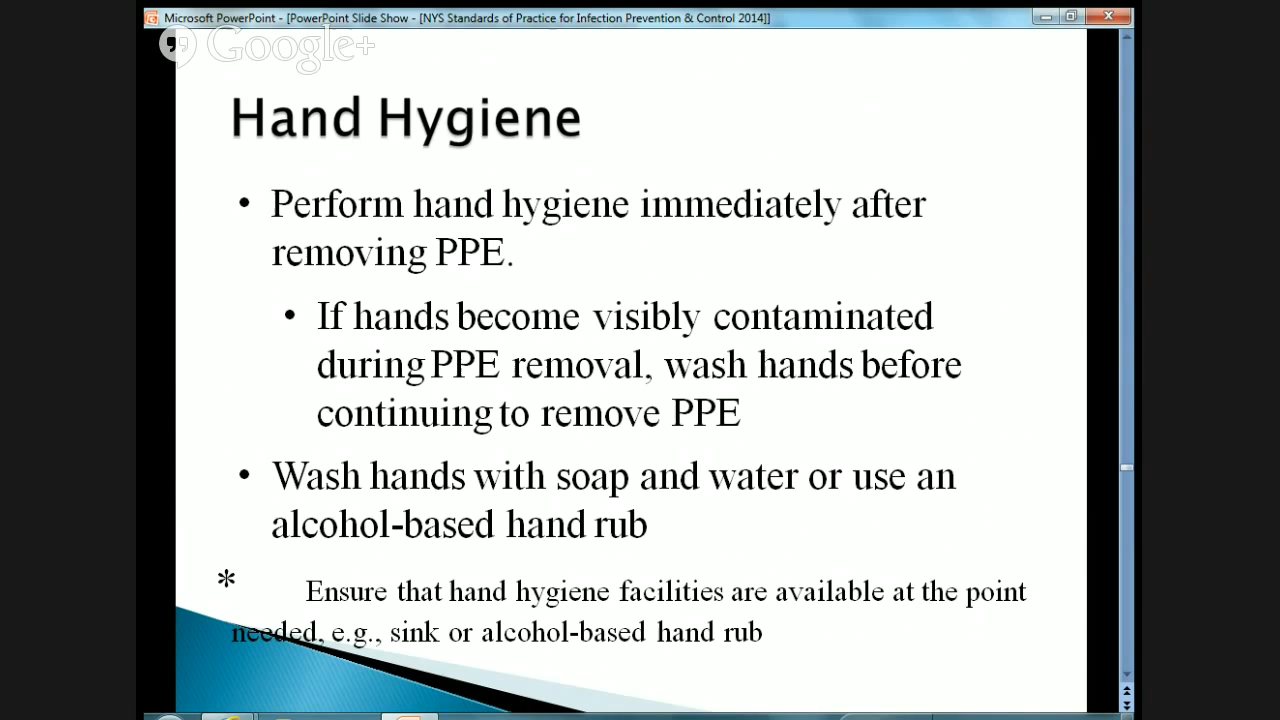 Microsoft PowerPoint - [PowerPoint Slide Show - [NYS Standards of Practice for Infection Prevention & Control 2014]]
Google+
Hand Hygiene
• Perform hand hygiene immediately after
removing PPE.
• If hands become visibly contaminated
during PPE removal, wash hands before
continuing to remove PPE
• Wash hands with soap and water or use an
alcohol-based hand rub
* Ensure that hand hygiene facilities are available at the point
needed, e.g., sink or alcohol-based hand rub